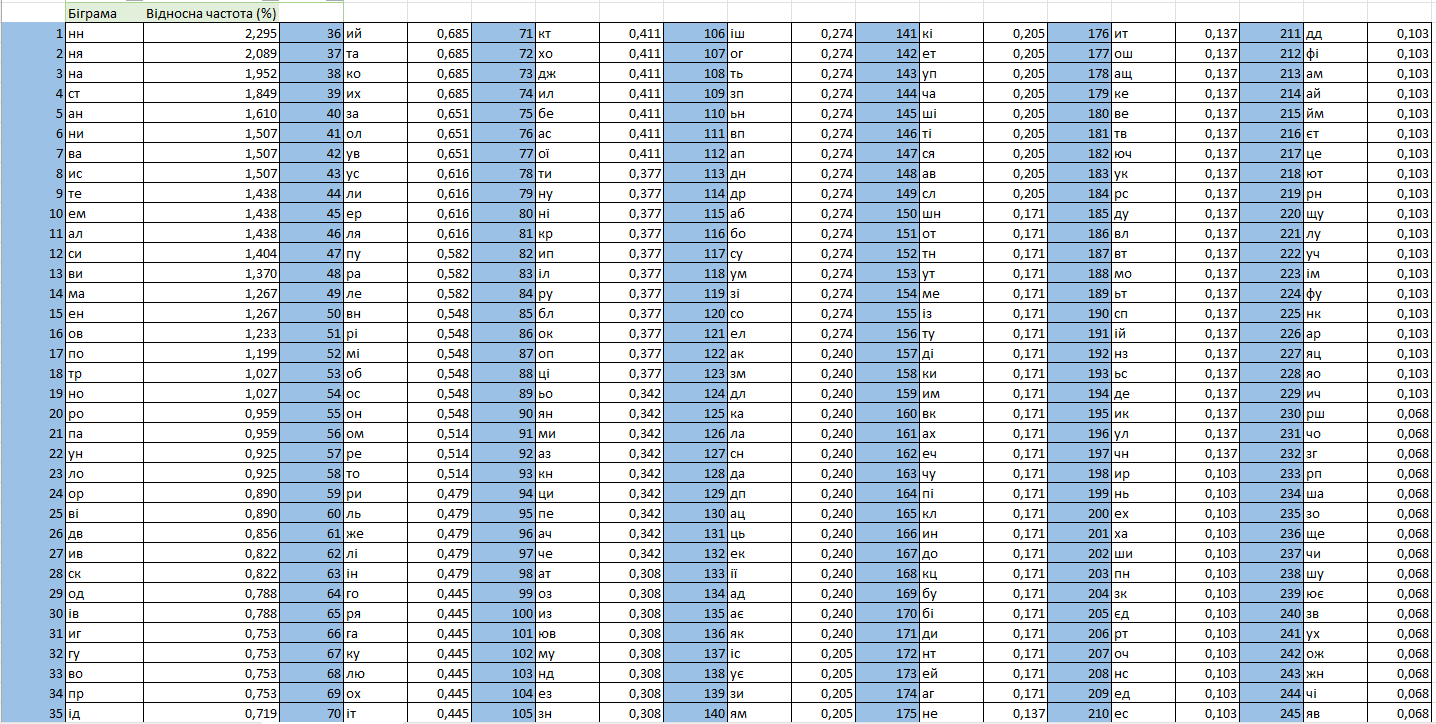 Біграма Відносна частота (%)
1 нн 2,295 36 ий 0,685 71 кт 0,411 106 іш 0,274 141 кі 0,205 176 ит 0,137 211 дд 0,103
2 ня 2,089 37 та 0,685 72 хо 0,411 107 ог 0,274 142 ет 0,205 177 ош 0,137 212 фі 0,103
3 на 1,952 38 ко 0,685 73 дж 0,411 108 ть 0,274 143 уп 0,205 178 ащ 0,137 213 ам 0,103
4 ст 1,849 39 их 0,685 74 ил 0,411 109 зп 0,274 144 ча 0,205 179 ке 0,137 214 ай 0,103
5 ан 1,610 40 за 0,651 75 бе 0,411 110 ьн 0,274 145 ші 0,205 180 ве 0,137 215 йм 0,103
6 ни 1,507 41 ол 0,651 76 ас 0,411 111 вп 0,274 146 ті 0,205 181 тв 0,137 216 єт 0,103
7 ва 1,507 42 ув 0,651 77 ої 0,411 112 ап 0,274 147 ся 0,205 182 юч 0,137 217 це 0,103
8 ис 1,507 43 ус 0,616 78 ти 0,377 113 дн 0,274 148 ав 0,205 183 ук 0,137 218 ют 0,103
9 те 1,438 44 ли 0,616 79 ну 0,377 114 др 0,274 149 сл 0,205 184 рс 0,137 219 рн 0,103
10 ем 1,438 45 ер 0,616 80 ні 0,377 115 аб 0,274 150 шн 0,171 185 ду 0,137 220 щу 0,103
11 ал 1,438 46 ля 0,616 81 кр 0,377 116 бо 0,274 151 от 0,171 186 вл 0,137 221 лу 0,103
12 си 1,404 47 пу 0,582 82 ип 0,377 117 су 0,274 152 тн 0,171 187 вт 0,137 222 уч 0,103
13 ви 1,370 48 ра 0,582 83 іл 0,377 118 ум 0,274 153 ут 0,171 188 мо 0,137 223 ім 0,103
14 ма 1,267 49 ле 0,582 84 ру 0,377 119 зі 0,274 154 ме 0,171 189 ьт 0,137 224 фу 0,103
15 ен 1,267 50 вн 0,548 85 бл 0,377 120 со 0,274 155 із 0,171 190 сп 0,137 225 нк 0,103
16 ов 1,233 51 рі 0,548 86 ок 0,377 121 ел 0,274 156 ту 0,171 191 ій 0,137 226 ар 0,103
17 по 1,199 52 мі 0,548 87 оп 0,377 122 ак 0,240 157 ді 0,171 192 нз 0,137 227 яц 0,103
18 тр 1,027 53 об 0,548 88 ці 0,377 123 зм 0,240 158 ки 0,171 193 ьс 0,137 228 яо 0,103
19 но 1,027 54 ос 0,548 89 ьо 0,342 124 дл 0,240 159 им 0,171 194 де 0,137 229 ич 0,103
20 ро 0,959 55 он 0,548 90 ян 0,342 125 ка 0,240 160 вк 0,171 195 ик 0,137 230 рш 0,068
21 па 0,959 56 ом 0,514 91 ми 0,342 126 ла 0,240 161 ах 0,171 196 ул 0,137 231 чо 0,068
22 ун 0,925 57 ре 0,514 92 аз 0,342 127 сн 0,240 162 еч 0,171 197 чн 0,137 232 зг 0,068
23 ло 0,925 58 то 0,514 93 кн 0,342 128 да 0,240 163 чу 0,171 198 ир 0,103 233 рп 0,068
24 ор 0,890 59 ри 0,479 94 ци 0,342 129 дп 0,240 164 пі 0,171 199 нь 0,103 234 ша 0,068
25 ві 0,890 60 ль 0,479 95 пе 0,342 130 ац 0,240 165 кл 0,171 200 ех 0,103 235 зо 0,068
26 дв 0,856 61 же 0,479 96 ач 0,342 131 ць 0,240 166 ин 0,171 201 ха 0,103 236 ще 0,068
27 ив 0,822 62 лі 0,479 97 че 0,342 132 ек 0,240 167 до 0,171 202 ши 0,103 237 чи 0,068
28 ск 0,822 63 ін 0,479 98 ат 0,308 133 ії 0,240 168 кц 0,171 203 пн 0,103 238 шу 0,068
29 од 0,788 64 го 0,445 99 оз 0,308 134 ад 0,240 169 бу 0,171 204 зк 0,103 239 ює 0,068
30 ів 0,788 65 ря 0,445 100 из 0,308 135 ає 0,240 170 бі 0,171 205 єд 0,103 240 зв 0,068
31 иг 0,753 66 га 0,445 101 юв 0,308 136 як 0,240 171 ди 0,171 206 рт 0,103 241 ух 0,068
32 гу 0,753 67 ку 0,445 102 му 0,308 137 іс 0,205 172 нт 0,171 207 оч 0,103 242 ож 0,068
33 во 0,753 68 лю 0,445 103 нд 0,308 138 ує 0,205 173 ей 0,171 208 нс 0,103 243 жн 0,068
34 пр 0,753 69 ох 0,445 104 ез 0,308 139 зи 0,205 174 аг 0,171 209 ед 0,103 244 чі 0,068
35 ід 0,719 70 іт 0,445 105 зн 0,308 140 ям 0,205 175 не 0,137 210 ес 0,103 245 яв 0,068